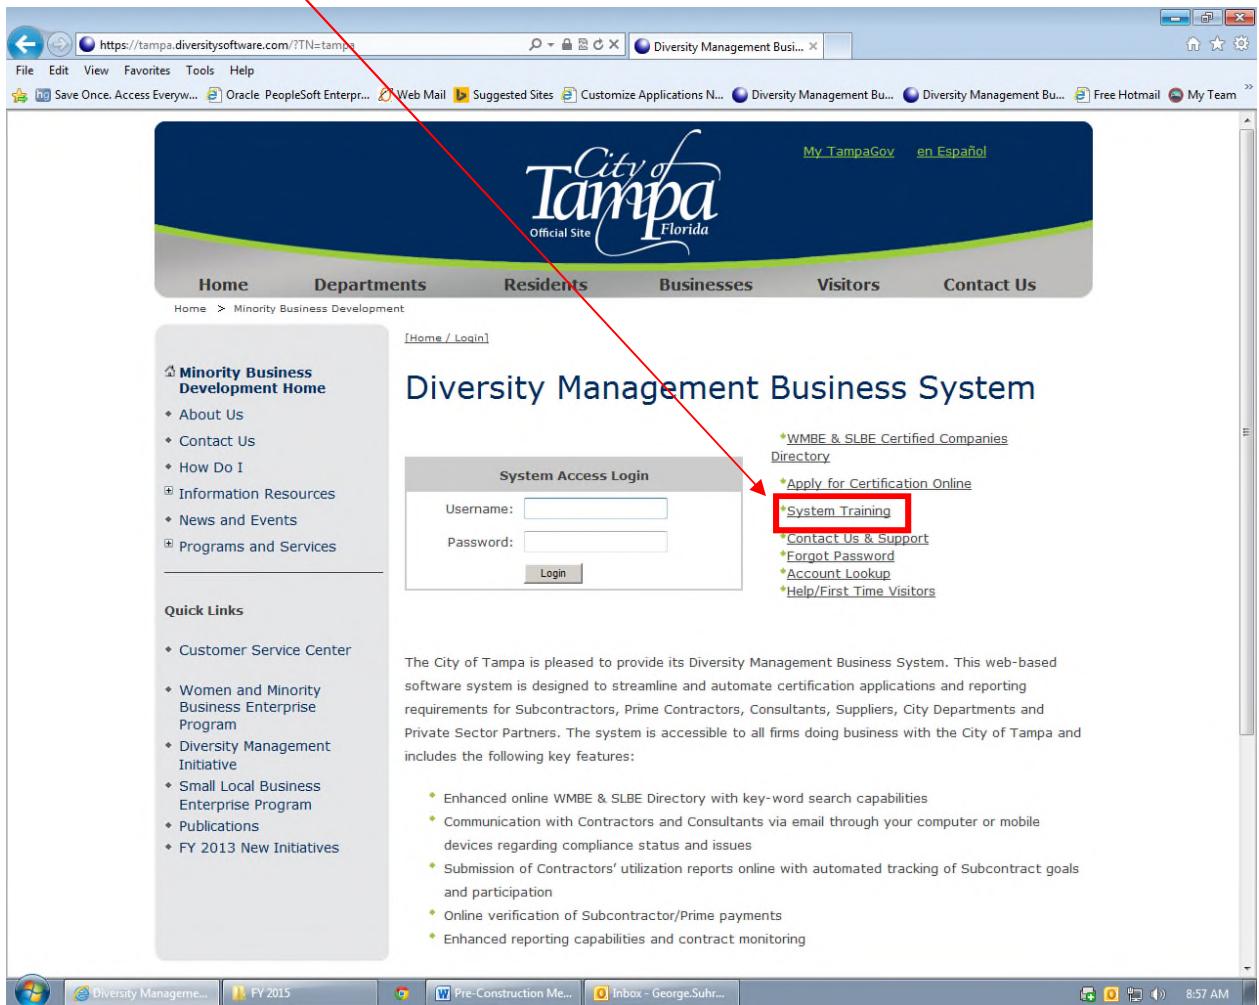 https://tampa.diversitysoftware.com/?TN=tampa
Diversity Management Busi...
File Edit View Favorites Tools Help
Save Once. Access Everyw... Oracle PeopleSoft Enterpr... Web Mail Suggested Sites Customize Applications N... Diversity Management Bu... Diversity Management Bu... Free Hotmail My Team
My TampaGov en Español
City of
Tampa
Official Site Florida
Home Departments Residents Businesses Visitors Contact Us
Home > Minority Business Development
[Home / Login]
Minority Business
Development Home
About Us
Contact Us
How Do I
Information Resources
News and Events
Programs and Services
Quick Links
Customer Service Center
Women and Minority
Business Enterprise
Program
Diversity Management
Initiative
Small Local Business
Enterprise Program
Publications
FY 2013 New Initiatives
Diversity Management Business System
System Access Login
Username:
Password:
Login
WMBE & SLBE Certified Companies
Directory
Apply for Certification Online
System Training
Contact Us & Support
Forgot Password
Account Lookup
Help/First Time Visitors
The City of Tampa is pleased to provide its Diversity Management Business System. This web-based
software system is designed to streamline and automate certification applications and reporting
requirements for Subcontractors, Prime Contractors, Consultants, Suppliers, City Departments and
Private Sector Partners. The system is accessible to all firms doing business with the City of Tampa and
includes the following key features:
Enhanced online WMBE & SLBE Directory with key-word search capabilities
Communication with Contractors and Consultants via email through your computer or mobile
devices regarding compliance status and issues
Submission of Contractors' utilization reports online with automated tracking of Subcontract goals
and participation
Online verification of Subcontractor/Prime payments
Enhanced reporting capabilities and contract monitoring
Diversity Manageme... FY 2015 Pre-Construction Me... Inbox - George.Suhr... 8:57 AM